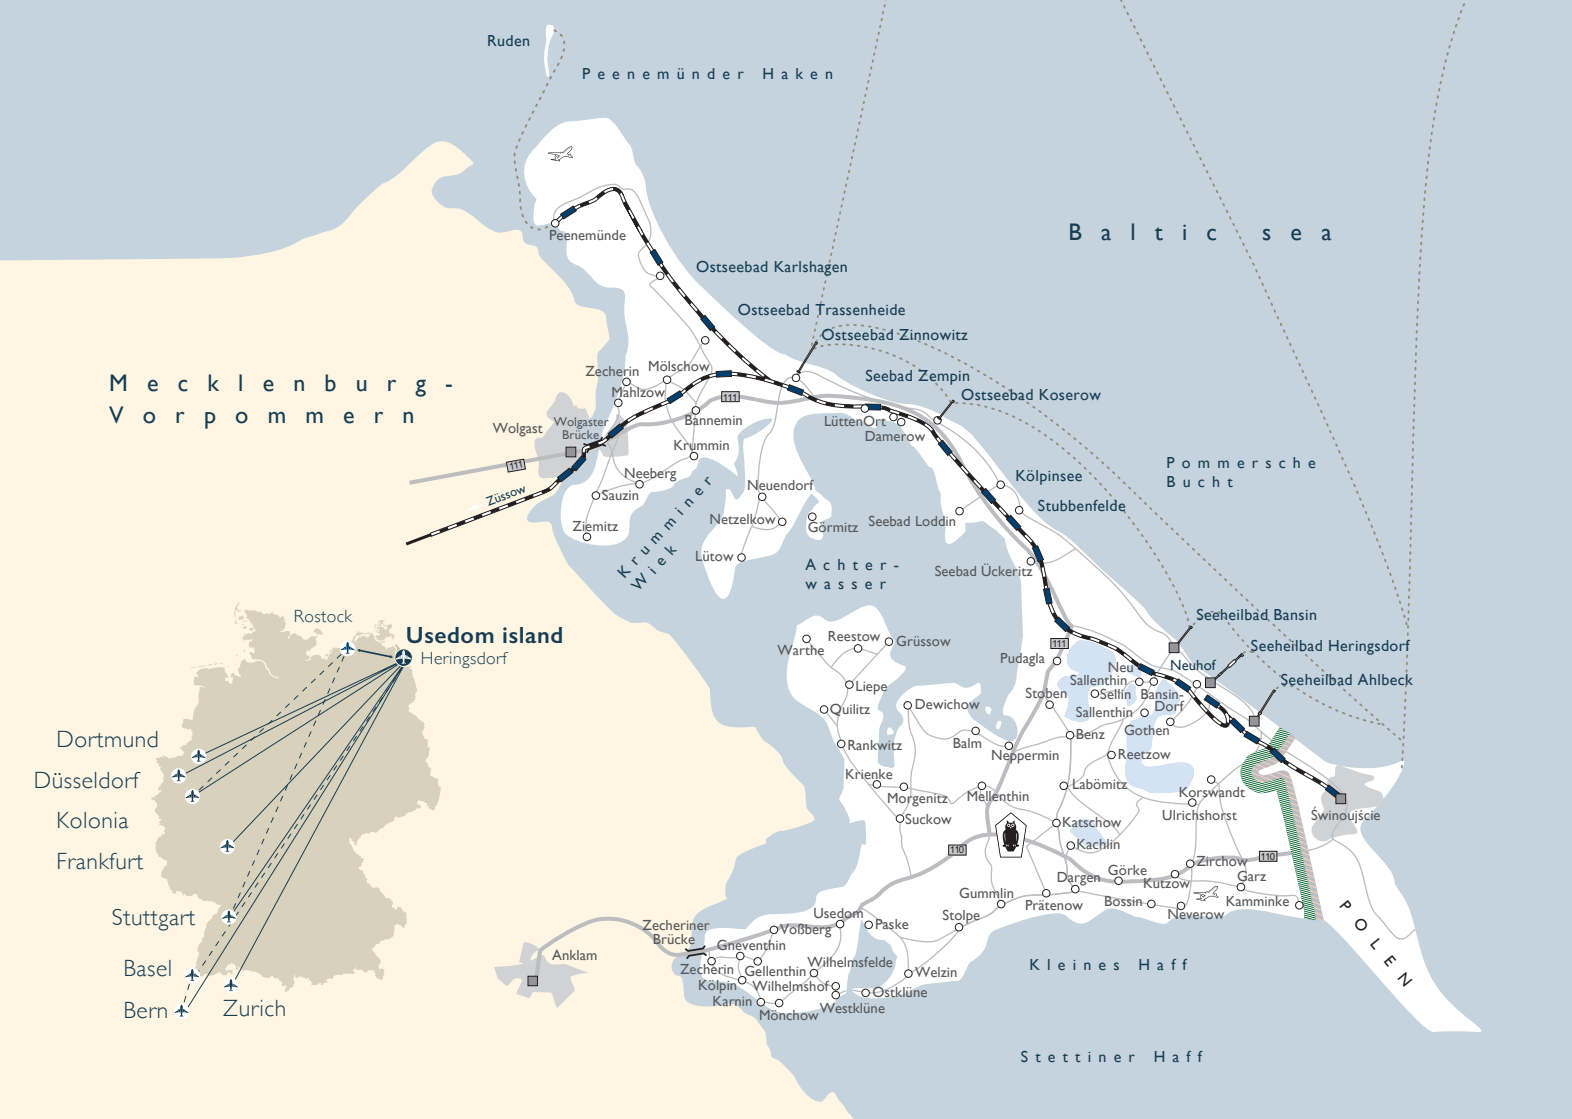 Ruden
Peenemünder Haken
Peenemünde
Baltic sea
Ostseebad Karlshagen
Ostseebad Trassenheide
Ostseebad Zinnowitz
Seebad Zempin
Ostseebad Koserow
Mecklenburg-
Vorpommern
Zecherin
Mölschow
Mahlzow
111
Bannemin
Wolgast
Wolgaster
Brücke
111
Züssow
Krummin
Neeberg
Sauzin
Ziemitz
Krumminer
Wiek
Neuendorf
Netzelkow
Görmitz
Lütow
LüttenOrt
Damerow
Kölpinsee
Stubbenfelde
Seebad Loddin
Seebad Ückeritz
Pommersche
Bucht
Achter-
wasser
Seeheilbad Bansin
Seeheilbad Heringsdorf
Seeheilbad Ahlbeck
111
Pudagla
Neu
Sallenthin
Neuhof
Sellin
Bansin-
Dorf
Stoben
Sallenthin
Gothen
Benz
Reetzow
Warthe
Reestow
Grüssow
Liepe
Quilitz
Dewichow
Rankwitz
Balm
Neppermin
Krienke
Morgenitz
Mellenthin
Labömitz
Suckow
Katschow
Kachlin
Korswandt
Ulrichshorst
Świnoujście
110
110
Zirchow
Görke
Kutzow
Garz
Dargen
Gummlin
Prätenow
Bossin
Neverow
Kamminke
Stolpe
Usedom
Paske
Voßberg
Zecheriner
Brücke
Gneventhin
Zecherin
Gellenthin
Wilhelmsfelde
Kölpin
Wilhelmshof
Welzin
Karnin
Ostklüne
Mönchow
Westklüne
Anklam
POLEN
Kleines Haff
Stettiner Haff
Rostock
Usedom island
Heringsdorf
Dortmund
Düsseldorf
Kolonia
Frankfurt
Stuttgart
Basel
Bern
Zurich